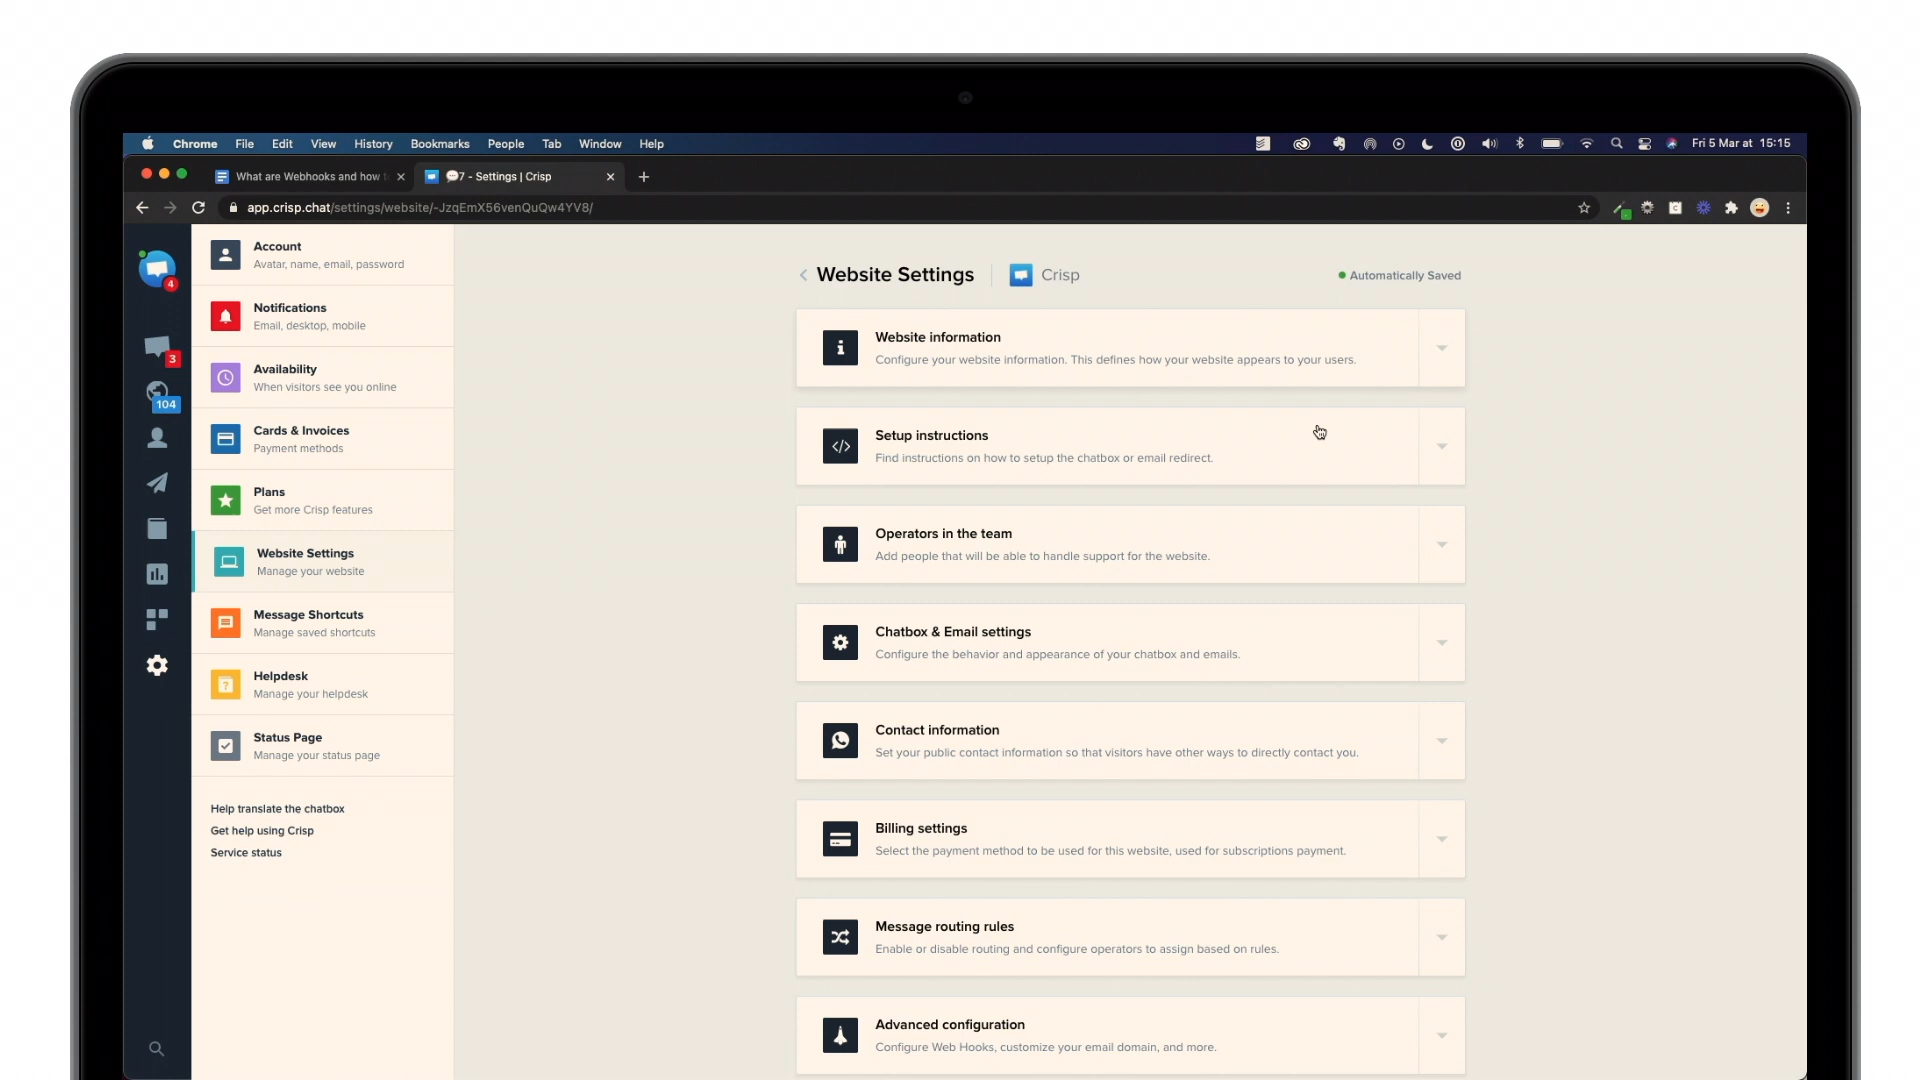 Chrome File Edit View History Bookmarks People Tab Window Help Fri 5 Mar at 15:15
What are Webhooks and how 7 - Settings | Crisp
app.crisp.chat/settings/website/-JzqEmX56venQuQw4YV8/
4
3
104
Account
Avatar, name, email, password
Notifications
Email, desktop, mobile
Availability
When visitors see you online
Cards & Invoices
Payment methods
Plans
Get more Crisp features
Website Settings
Manage your website
Message Shortcuts
Manage saved shortcuts
Helpdesk
Manage your helpdesk
Status Page
Manage your status page
Help translate the chatbox
Get help using Crisp
Service status
Website Settings Crisp Automatically Saved
Website information
Configure your website information. This defines how your website appears to your users.
Setup instructions
Find instructions on how to setup the chatbox or email redirect.
Operators in the team
Add people that will be able to handle support for the website.
Chatbox & Email settings
Configure the behavior and appearance of your chatbox and emails.
Contact information
Set your public contact information so that visitors have other ways to directly contact you.
Billing settings
Select the payment method to be used for this website, used for subscriptions payment.
Message routing rules
Enable or disable routing and configure operators to assign based on rules.
Advanced configuration
Configure Web Hooks, customize your email domain, and more.